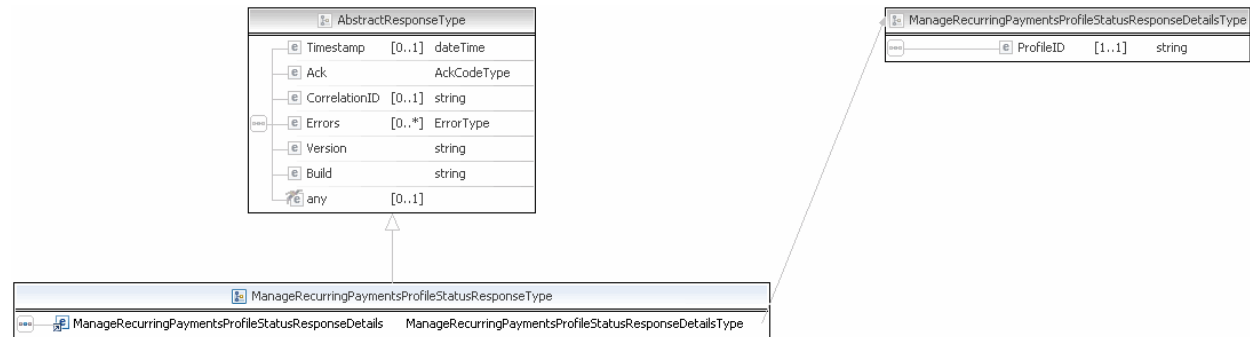 AbstractResponseType
e Timestamp [0..1] dateTime
e Ack AckCodeType
e CorrelationID [0..1] string
e Errors [0..*] ErrorType
e Version string
e Build string
e any [0..1]
ManageRecurringPaymentsProfileStatusResponseDetailsType
e ProfileID [1..1] string
ManageRecurringPaymentsProfileStatusResponseType
e ManageRecurringPaymentsProfileStatusResponseDetails ManageRecurringPaymentsProfileStatusResponseDetailsType